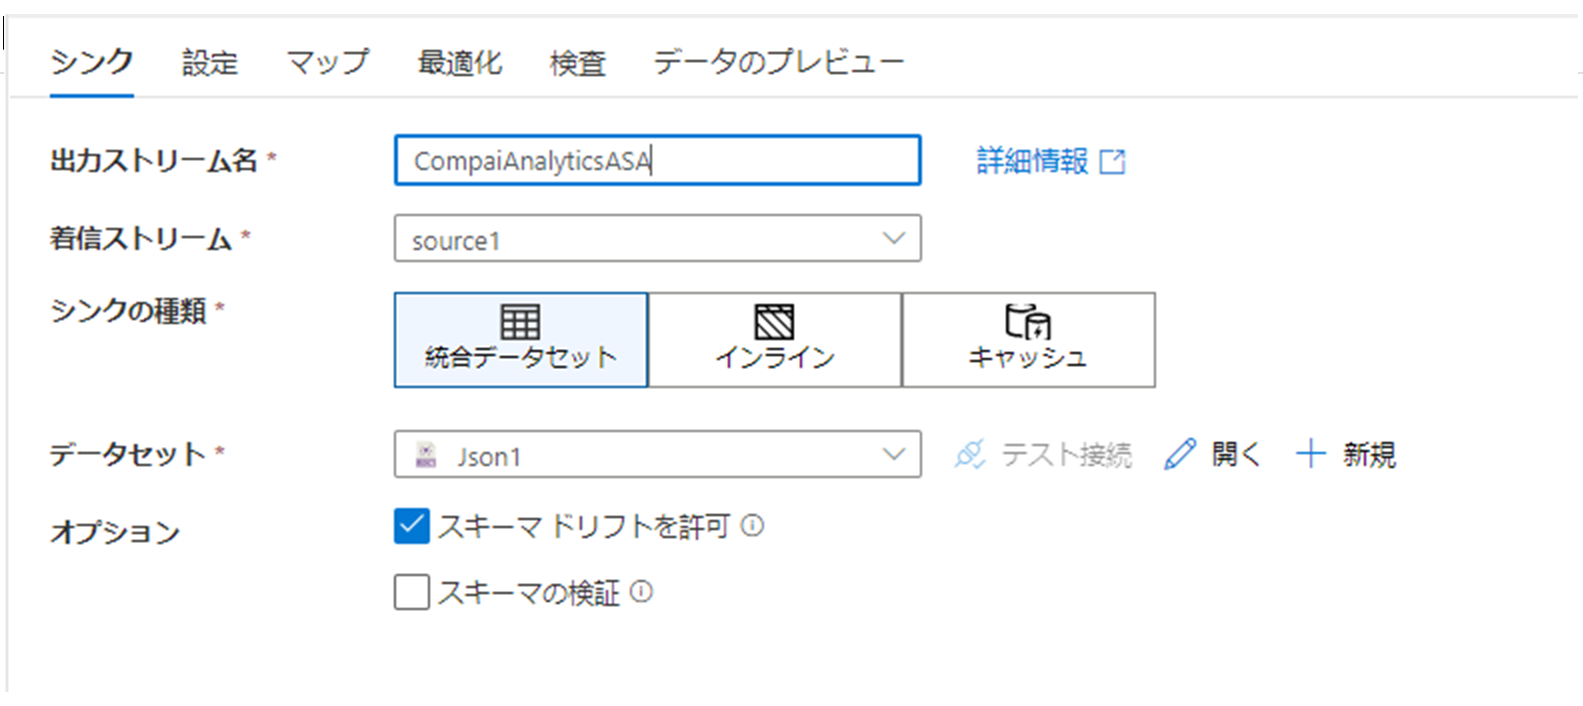 シンク 設定 マップ 最適化 検査 データのプレビュー
出力ストリーム名 * CompaiAnalyticsASA 詳細情報
着信ストリーム * source1
シンクの種類 * 統合データセット インライン キャッシュ
データセット * Json1 テスト接続 開く 新規
オプション スキーマ ドリフトを許可
スキーマの検証